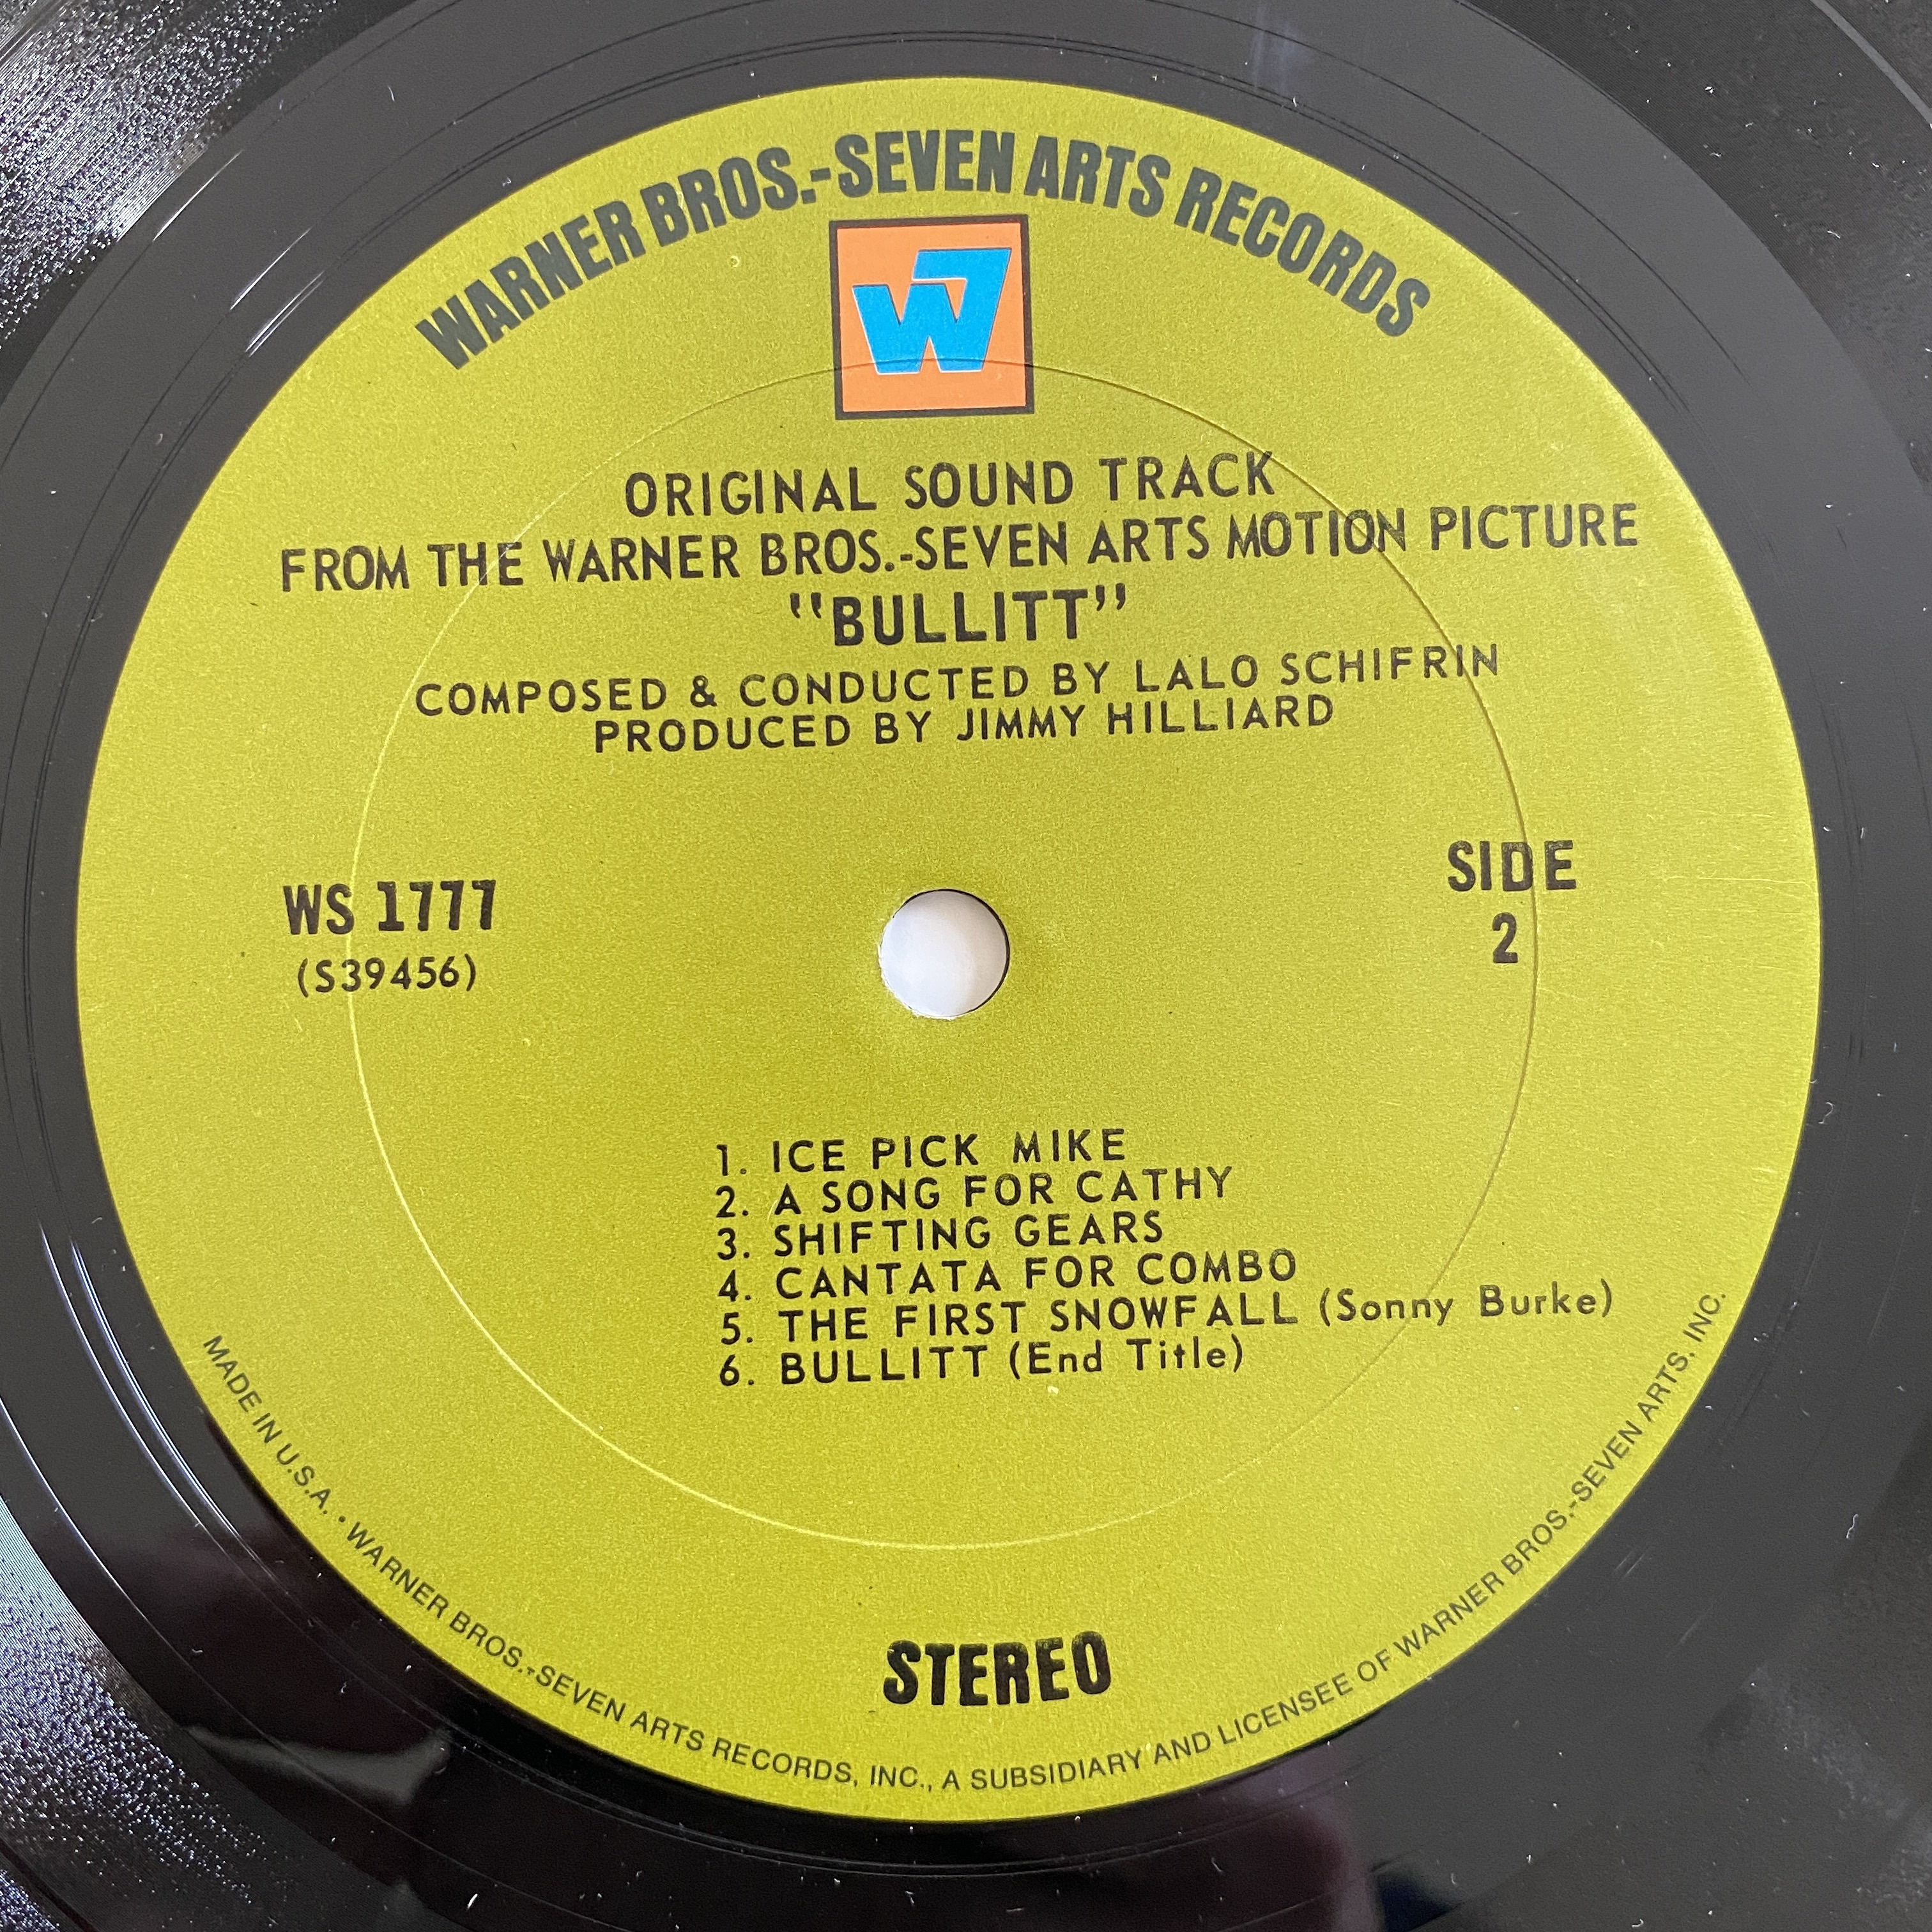 WARNER BROS.-SEVEN ARTS RECORDS
W7
ORIGINAL SOUND TRACK
FROM THE WARNER BROS.-SEVEN ARTS MOTION PICTURE
"BULLITT"
COMPOSED & CONDUCTED BY LALO SCHIFRIN
PRODUCED BY JIMMY HILLIARD
WS 1777
(S39456)
SIDE
2
1. ICE PICK MIKE
2. A SONG FOR CATHY
3. SHIFTING GEARS
4. CANTATA FOR COMBO
5. THE FIRST SNOWFALL (Sonny Burke)
6. BULLITT (End Title)
STEREO
MADE IN U.S.A. • WARNER BROS.-SEVEN ARTS RECORDS, INC., A SUBSIDIARY AND LICENSEE OF WARNER BROS.-SEVEN ARTS, INC.